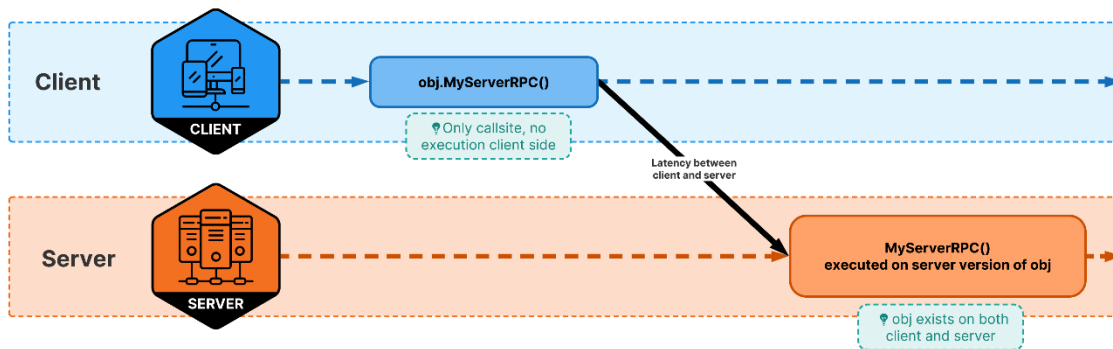 Client
CLIENT
obj.MyServerRPC()
Only callsite, no
execution client side
Latency between
client and server
Server
SERVER
MyServerRPC()
executed on server version of obj
obj exists on both
client and server